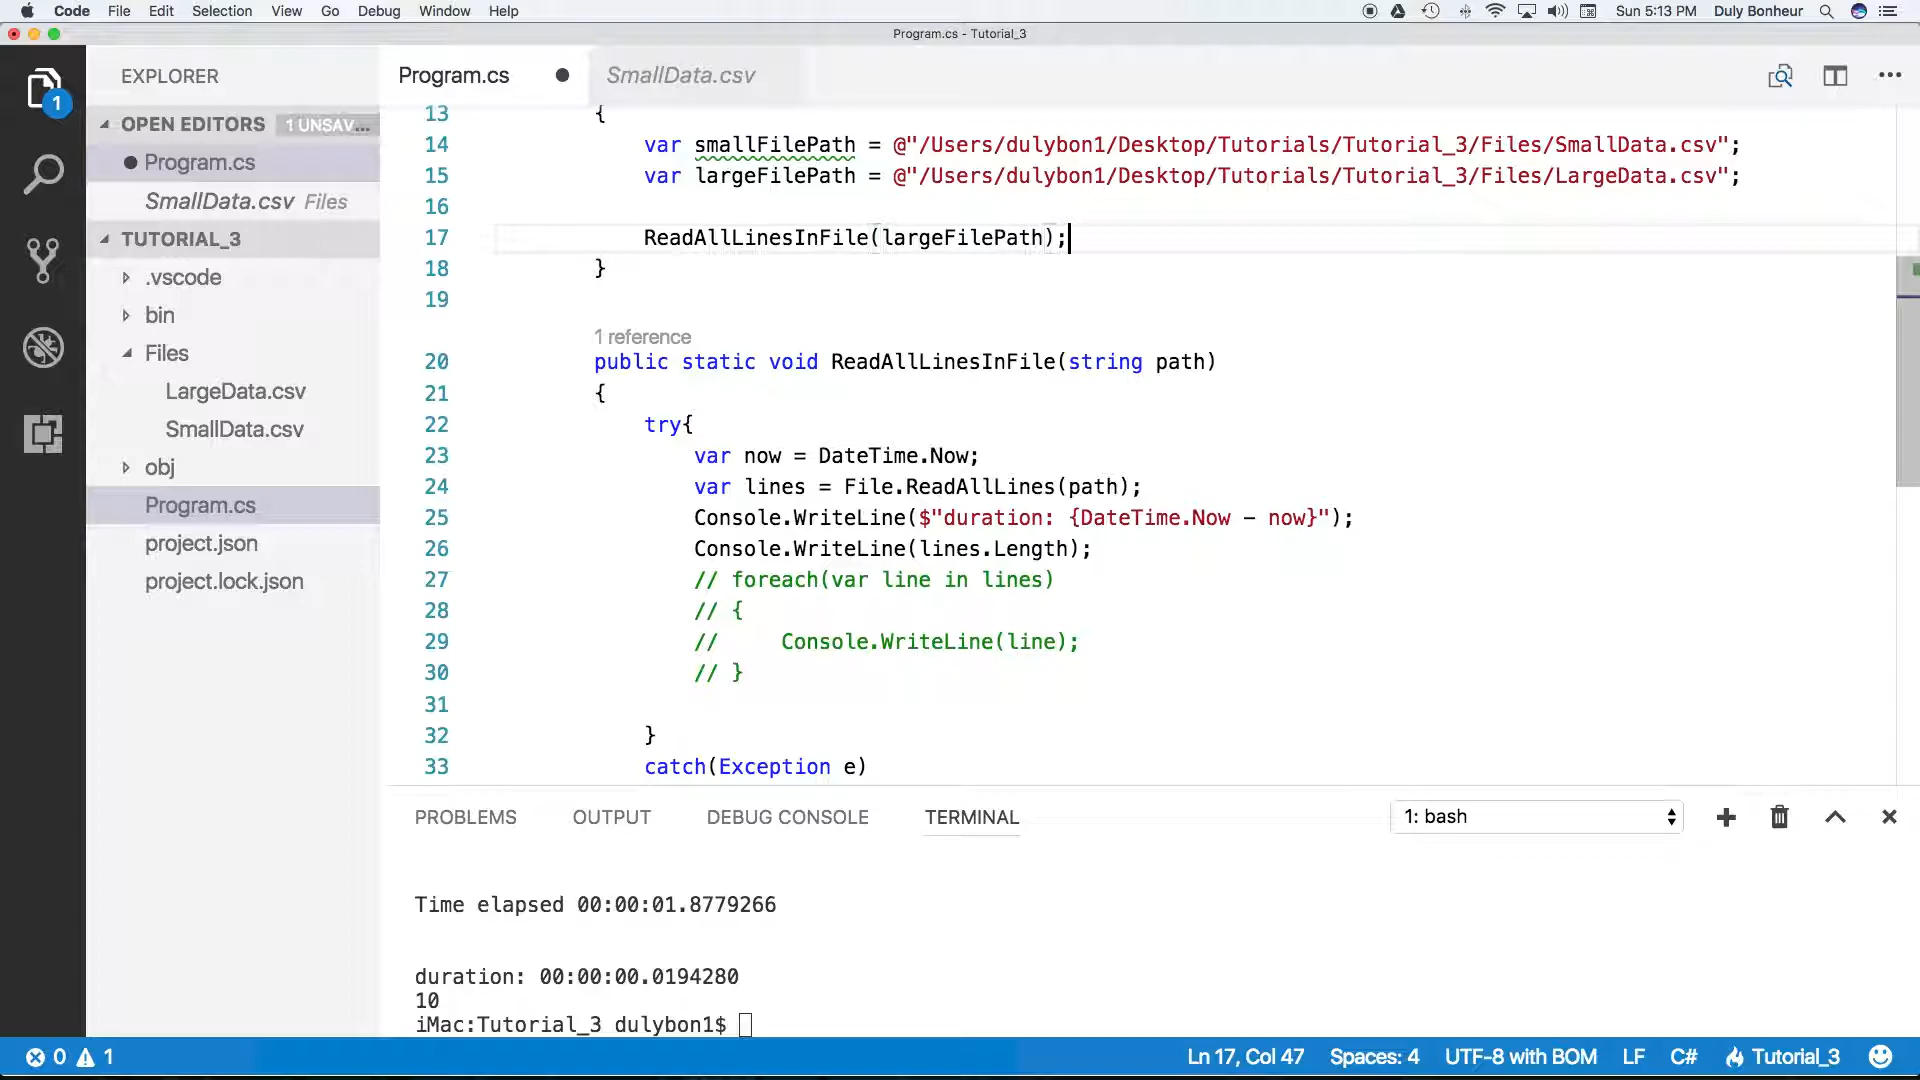 Code File Edit Selection View Go Debug Window Help Sun 5:13 PM Duly Bonheur
Program.cs - Tutorial_3
EXPLORER
1
OPEN EDITORS 1 UNSAV...
Program.cs
SmallData.csv Files
TUTORIAL_3
.vscode
bin
Files
LargeData.csv
SmallData.csv
obj
Program.cs
project.json
project.lock.json
Program.cs SmallData.csv
13 {
14 var smallFilePath = @"/Users/dulybon1/Desktop/Tutorials/Tutorial_3/Files/SmallData.csv";
15 var largeFilePath = @"/Users/dulybon1/Desktop/Tutorials/Tutorial_3/Files/LargeData.csv";
16
17 ReadAllLinesInFile(largeFilePath);
18 }
19
1 reference
20 public static void ReadAllLinesInFile(string path)
21 {
22 try{
23 var now = DateTime.Now;
24 var lines = File.ReadAllLines(path);
25 Console.WriteLine($"duration: {DateTime.Now - now}");
26 Console.WriteLine(lines.Length);
27 // foreach(var line in lines)
28 // {
29 //     Console.WriteLine(line);
30 // }
31
32 }
33 catch(Exception e)
PROBLEMS OUTPUT DEBUG CONSOLE TERMINAL 1: bash
Time elapsed 00:00:01.8779266
duration: 00:00:00.0194280
10
iMac:Tutorial_3 dulybon1$
0 1 Ln 17, Col 47 Spaces: 4 UTF-8 with BOM LF C# Tutorial_3